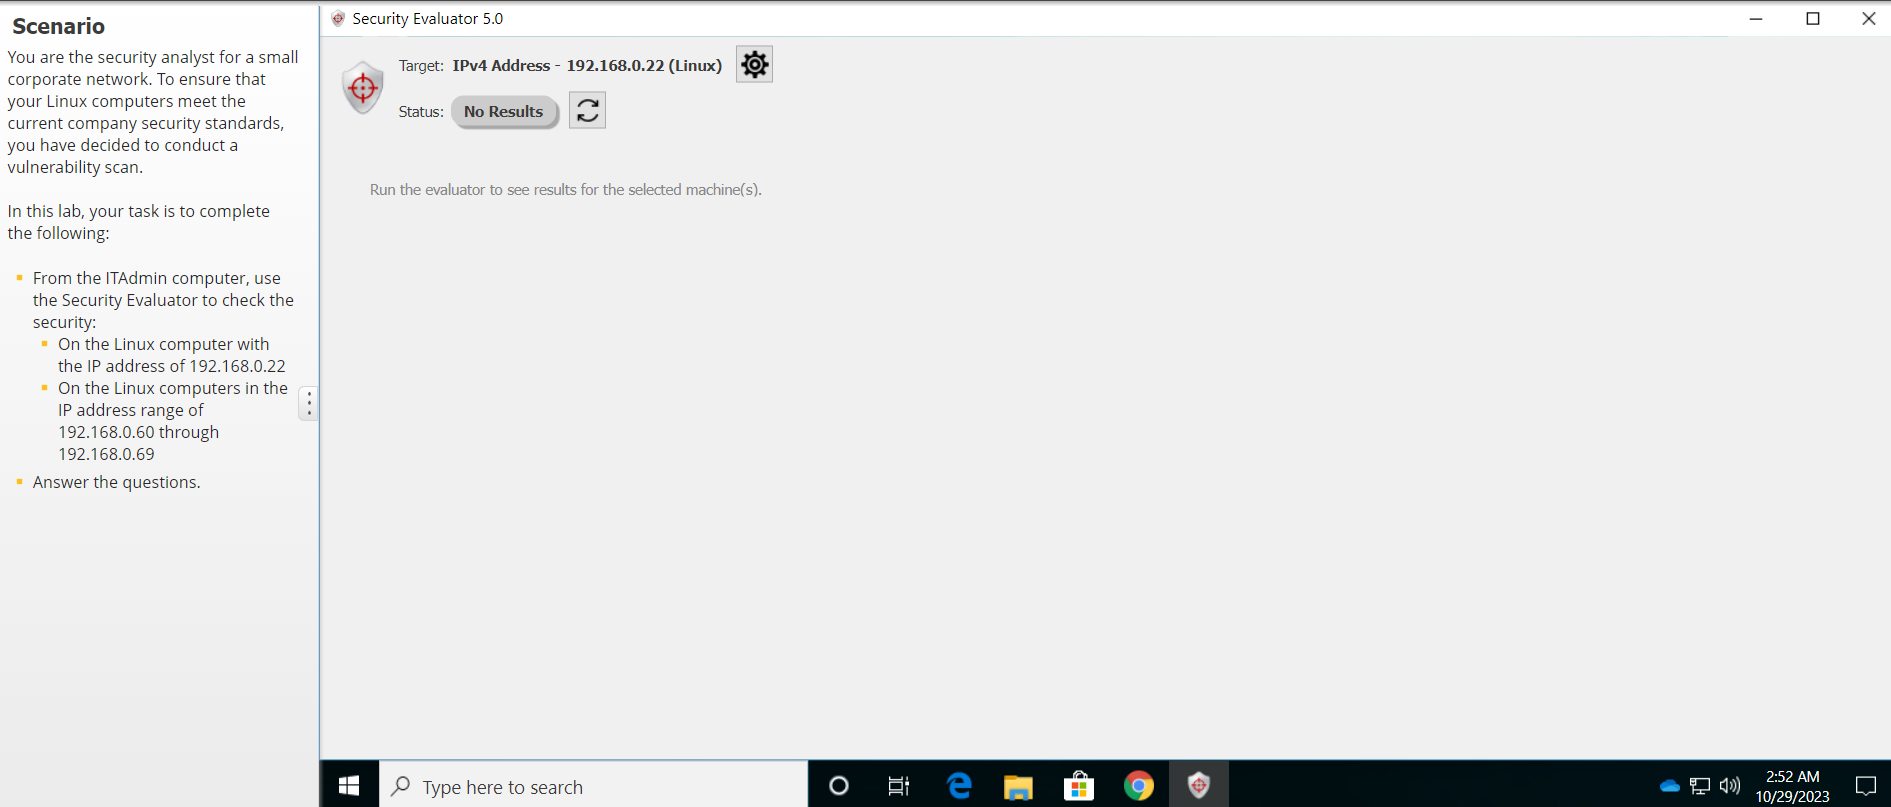 Scenario
You are the security analyst for a small
corporate network. To ensure that
your Linux computers meet the
current company security standards,
you have decided to conduct a
vulnerability scan.
In this lab, your task is to complete
the following:
From the ITAdmin computer, use
the Security Evaluator to check the
security:
On the Linux computer with
the IP address of 192.168.0.22
On the Linux computers in the
IP address range of
192.168.0.60 through
192.168.0.69
Answer the questions.
Security Evaluator 5.0
Target: IPv4 Address - 192.168.0.22 (Linux)
Status: No Results
Run the evaluator to see results for the selected machine(s).
Type here to search
2:52 AM
10/29/2023